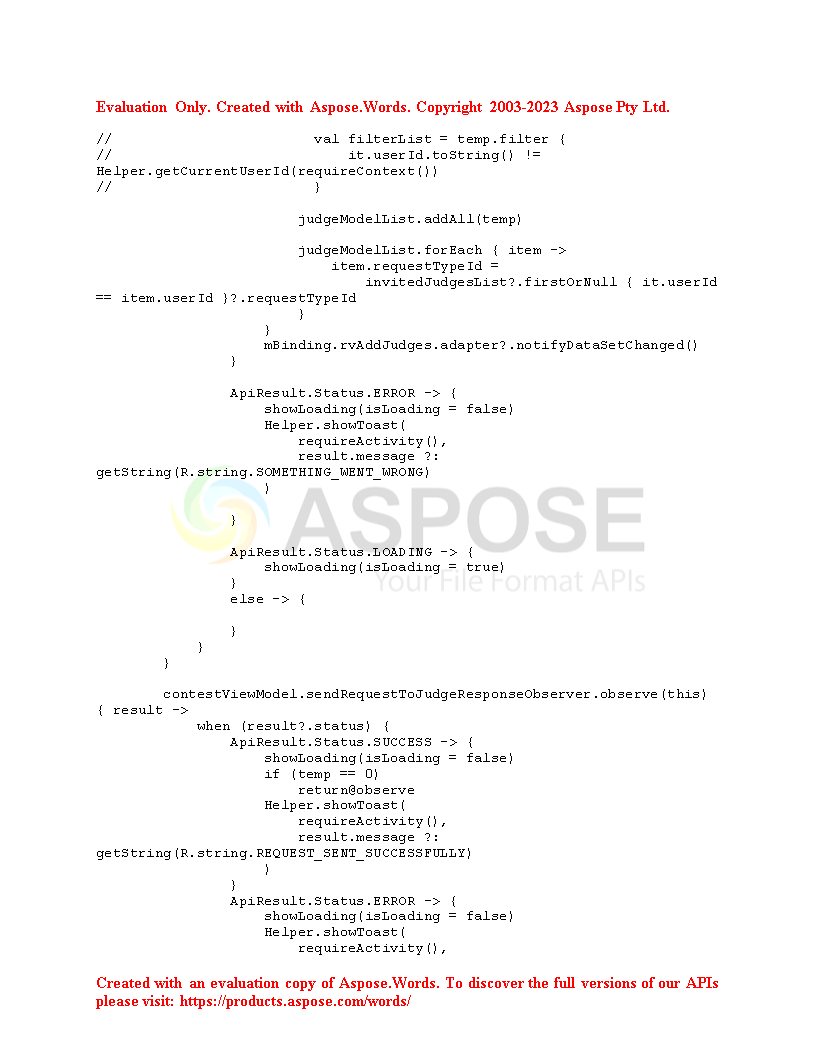 Evaluation Only. Created with Aspose.Words. Copyright 2003-2023 Aspose Pty Ltd.
//                        val filterList = temp.filter {
//                            it.userId.toString() !=
Helper.getCurrentUserId(requireContext())
//                        }
                        judgeModelList.addAll(temp)
                        judgeModelList.forEach { item ->
                            item.requestTypeId =
                                invitedJudgesList?.firstOrNull { it.userId
== item.userId }?.requestTypeId
                        }
                    }
                    mBinding.rvAddJudges.adapter?.notifyDataSetChanged()
                }
                ApiResult.Status.ERROR -> {
                    showLoading(isLoading = false)
                    Helper.showToast(
                        requireActivity(),
                        result.message ?:
getString(R.string.SOMETHING_WENT_WRONG)
                    )
                }
ASPOSE
                ApiResult.Status.LOADING -> {
                    showLoading(isLoading = true)
Your File Format APIs
                }
                else -> {
                }
            }
        }
        contestViewModel.sendRequestToJudgeResponseObserver.observe(this)
{ result ->
            when (result?.status) {
                ApiResult.Status.SUCCESS -> {
                    showLoading(isLoading = false)
                    if (temp == 0)
                        return@observe
                    Helper.showToast(
                        requireActivity(),
                        result.message ?:
getString(R.string.REQUEST_SENT_SUCCESSFULLY)
                    )
                }
                ApiResult.Status.ERROR -> {
                    showLoading(isLoading = false)
                    Helper.showToast(
                        requireActivity(),
Created with an evaluation copy of Aspose.Words. To discover the full versions of our APIs
please visit: https://products.aspose.com/words/